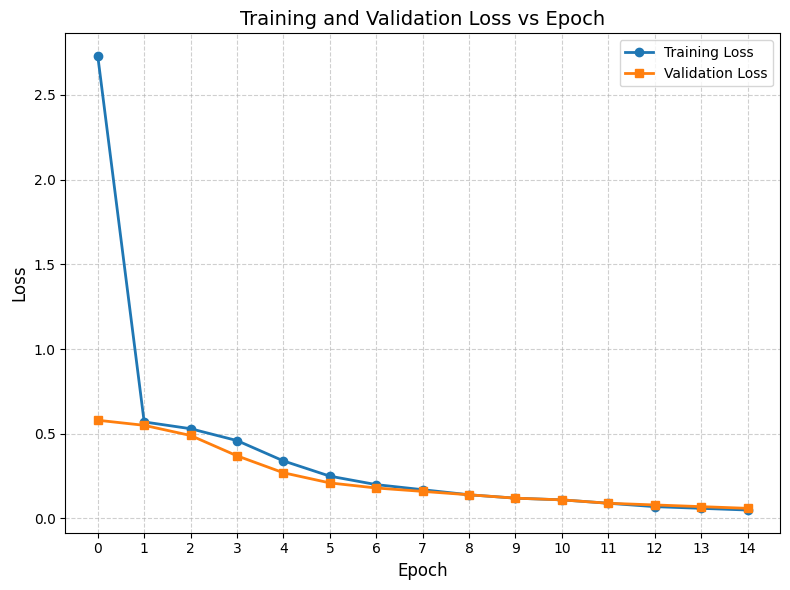 Training and Validation Loss vs Epoch
Training Loss
Validation Loss
2.5
2.0
1.5
1.0
0.5
0.0
Loss
0 1 2 3 4 5 6 7 8 9 10 11 12 13 14
Epoch